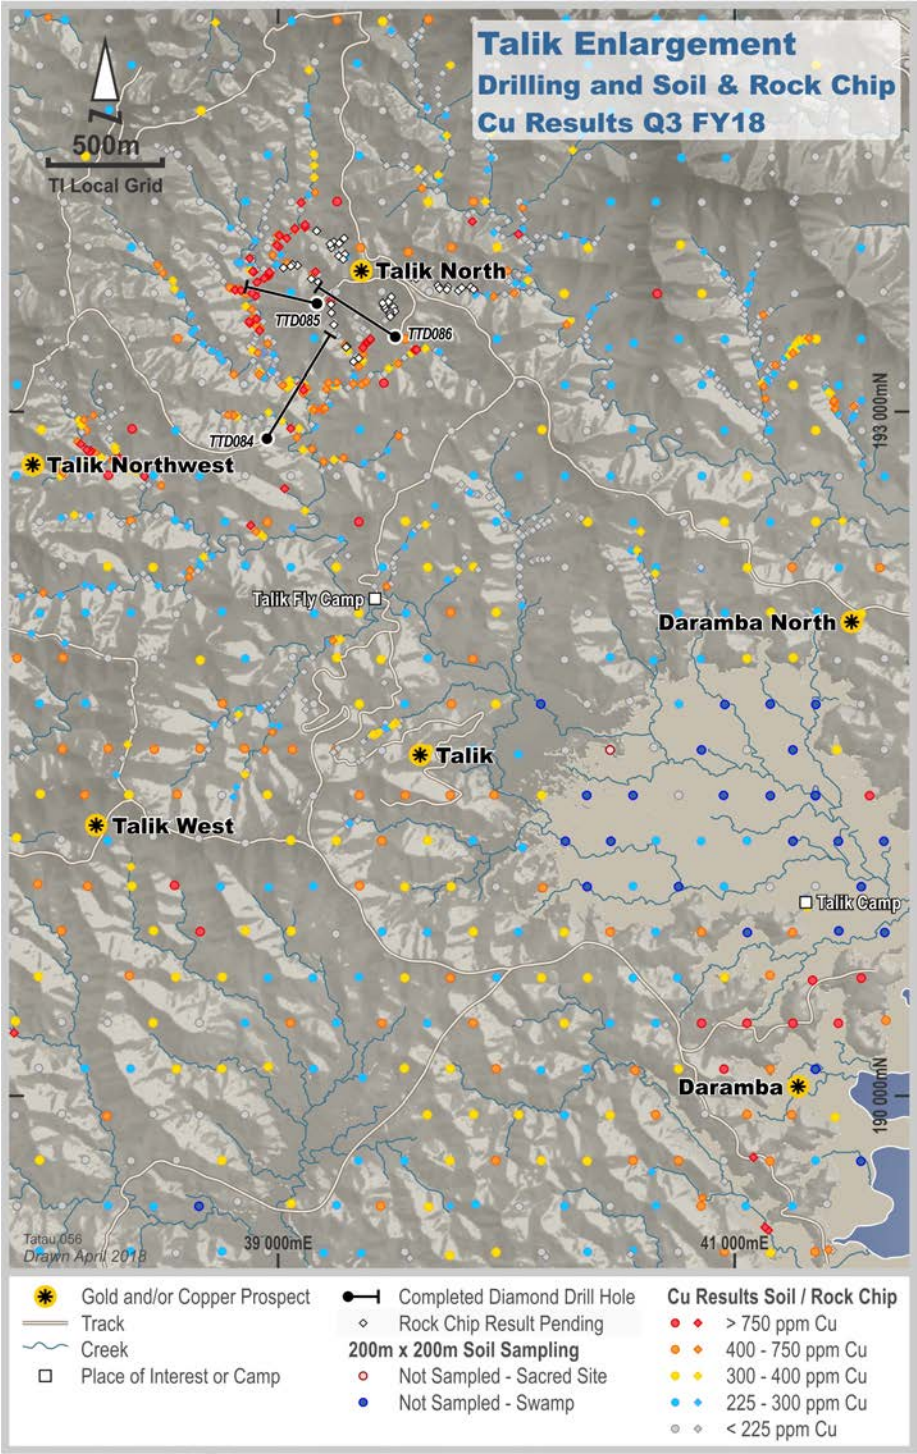 Talik Enlargement
Drilling and Soil & Rock Chip
Cu Results Q3 FY18
N
500m
TI Local Grid
Talik North
TTD085
TTD086
193 000mN
TTD084
Talik Northwest
Talik Fly Camp
Daramba North
Talik
Talik West
Talik Camp
Daramba
190 000mN
Tatau 056
Drawn April 2018
39 000mE
41 000mE
Gold and/or Copper Prospect
Track
Creek
Place of Interest or Camp
Completed Diamond Drill Hole
Rock Chip Result Pending
200m x 200m Soil Sampling
Not Sampled - Sacred Site
Not Sampled - Swamp
Cu Results Soil / Rock Chip
> 750 ppm Cu
400 - 750 ppm Cu
300 - 400 ppm Cu
225 - 300 ppm Cu
< 225 ppm Cu